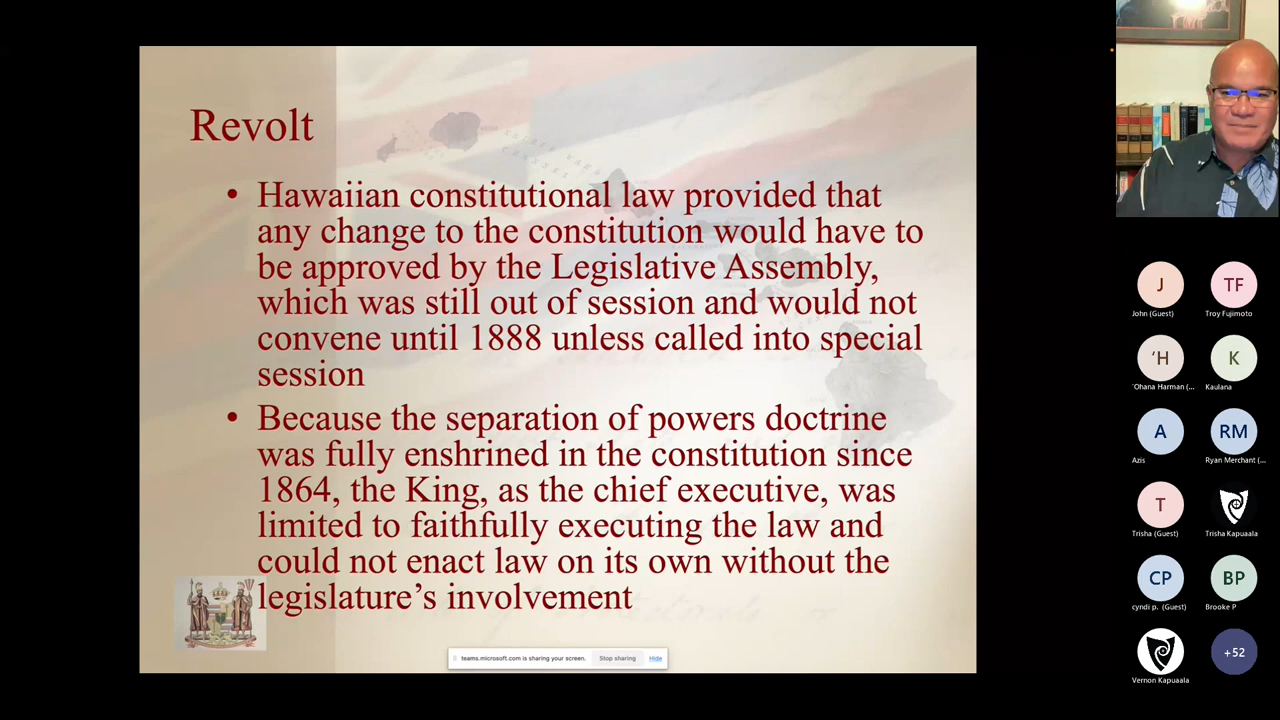 Revolt
• Hawaiian constitutional law provided that
any change to the constitution would have to
be approved by the Legislative Assembly,
which was still out of session and would not
convene until 1888 unless called into special
session
• Because the separation of powers doctrine
was fully enshrined in the constitution since
1864, the King, as the chief executive, was
limited to faithfully executing the law and
could not enact law on its own without the
legislature's involvement
teams.microsoft.com is sharing your screen. Stop sharing Hide
J TF
John (Guest) Troy Fujimoto
'H K
'Ohana Harman (... Kaulana
A RM
Azis Ryan Merchant (...
T
Trisha (Guest) Trisha Kapuaala
CP BP
cyndi p. (Guest) Brooke P
+52
Vernon Kapuaala